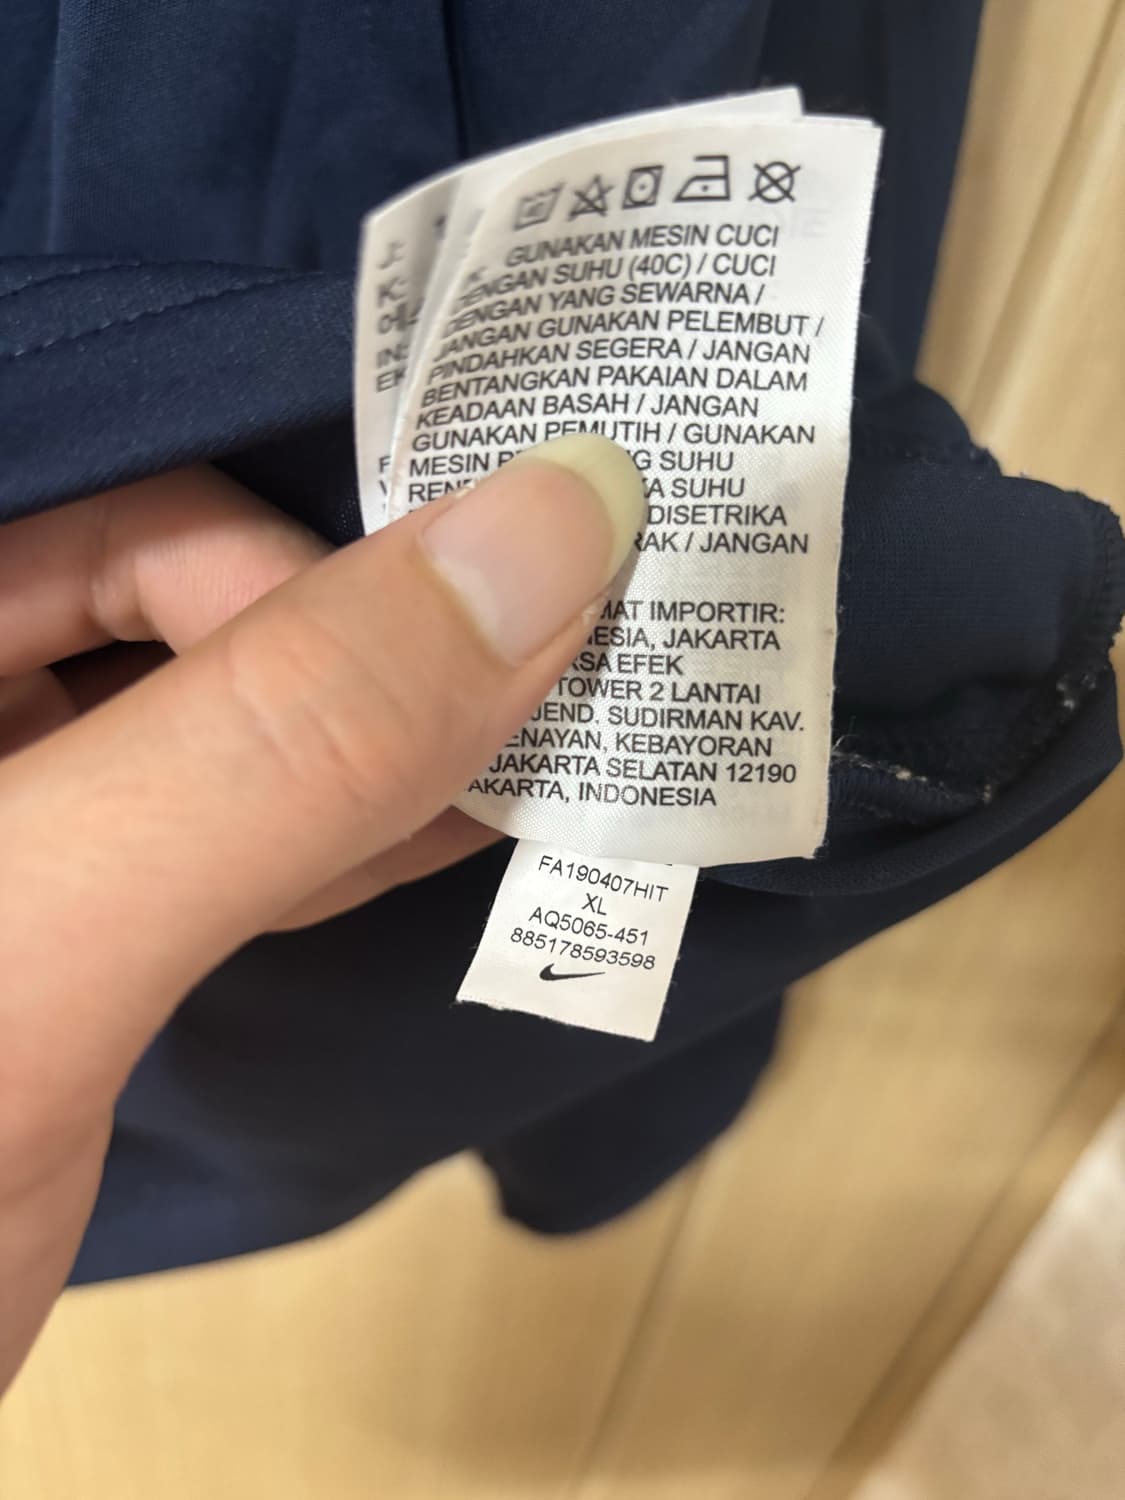 J:
K:
GUNAKAN MESIN CUCI
DENGAN SUHU (40C) / CUCI
DENGAN YANG SEWARNA /
JANGAN GUNAKAN PELEMBUT /
PINDAHKAN SEGERA / JANGAN
BENTANGKAN PAKAIAN DALAM
KEADAAN BASAH / JANGAN
GUNAKAN PEMUTIH / GUNAKAN
MESIN SUHU
SUHU
DISETRIKA
/ JANGAN
IMPORTIR:
JAKARTA
EFEK
TOWER 2 LANTAI
JEND. SUDIRMAN KAV.
KEBAYORAN
JAKARTA SELATAN 12190
JAKARTA, INDONESIA
FA190407HIT
XL
AQ5065-451
885178593598